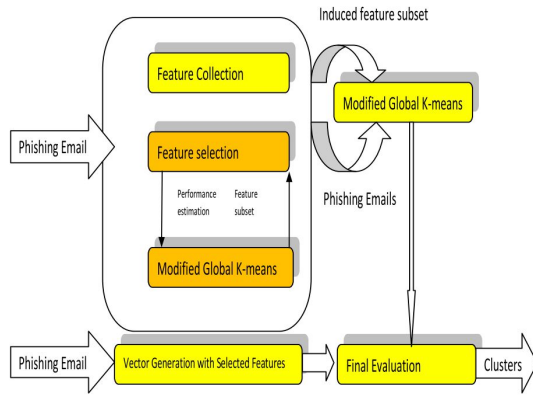 Induced feature subset
Feature Collection
Modified Global K-means
Phishing Email
Feature selection
Performance estimation
Feature subset
Phishing Emails
Modified Global K-means
Phishing Email
Vector Generation with Selected Features
Final Evaluation
Clusters